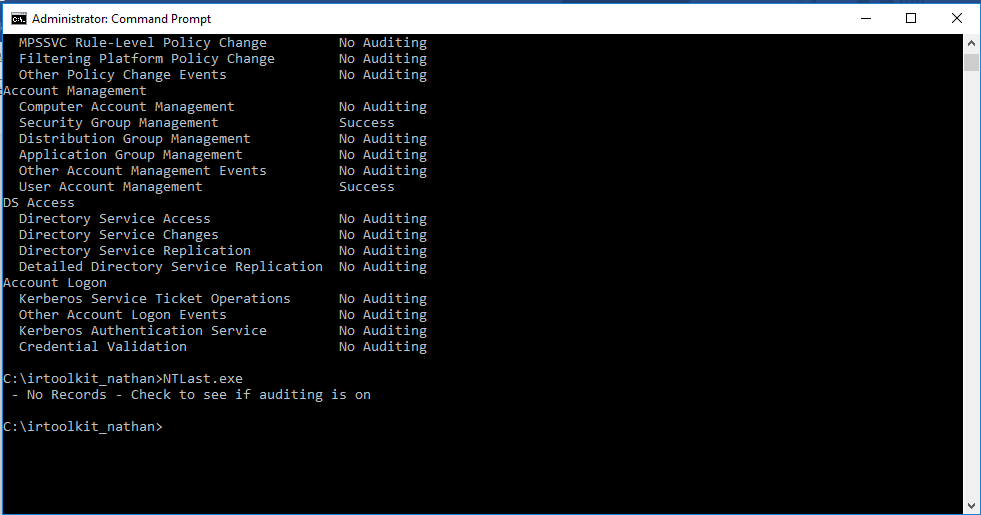 Administrator: Command Prompt
MPSSVC Rule-Level Policy Change No Auditing
Filtering Platform Policy Change No Auditing
Other Policy Change Events No Auditing
Account Management
Computer Account Management No Auditing
Security Group Management Success
Distribution Group Management No Auditing
Application Group Management No Auditing
Other Account Management Events No Auditing
User Account Management Success
DS Access
Directory Service Access No Auditing
Directory Service Changes No Auditing
Directory Service Replication No Auditing
Detailed Directory Service Replication No Auditing
Account Logon
Kerberos Service Ticket Operations No Auditing
Other Account Logon Events No Auditing
Kerberos Authentication Service No Auditing
Credential Validation No Auditing
C:\irtoolkit_nathan>NTLast.exe
- No Records - Check to see if auditing is on
C:\irtoolkit_nathan>